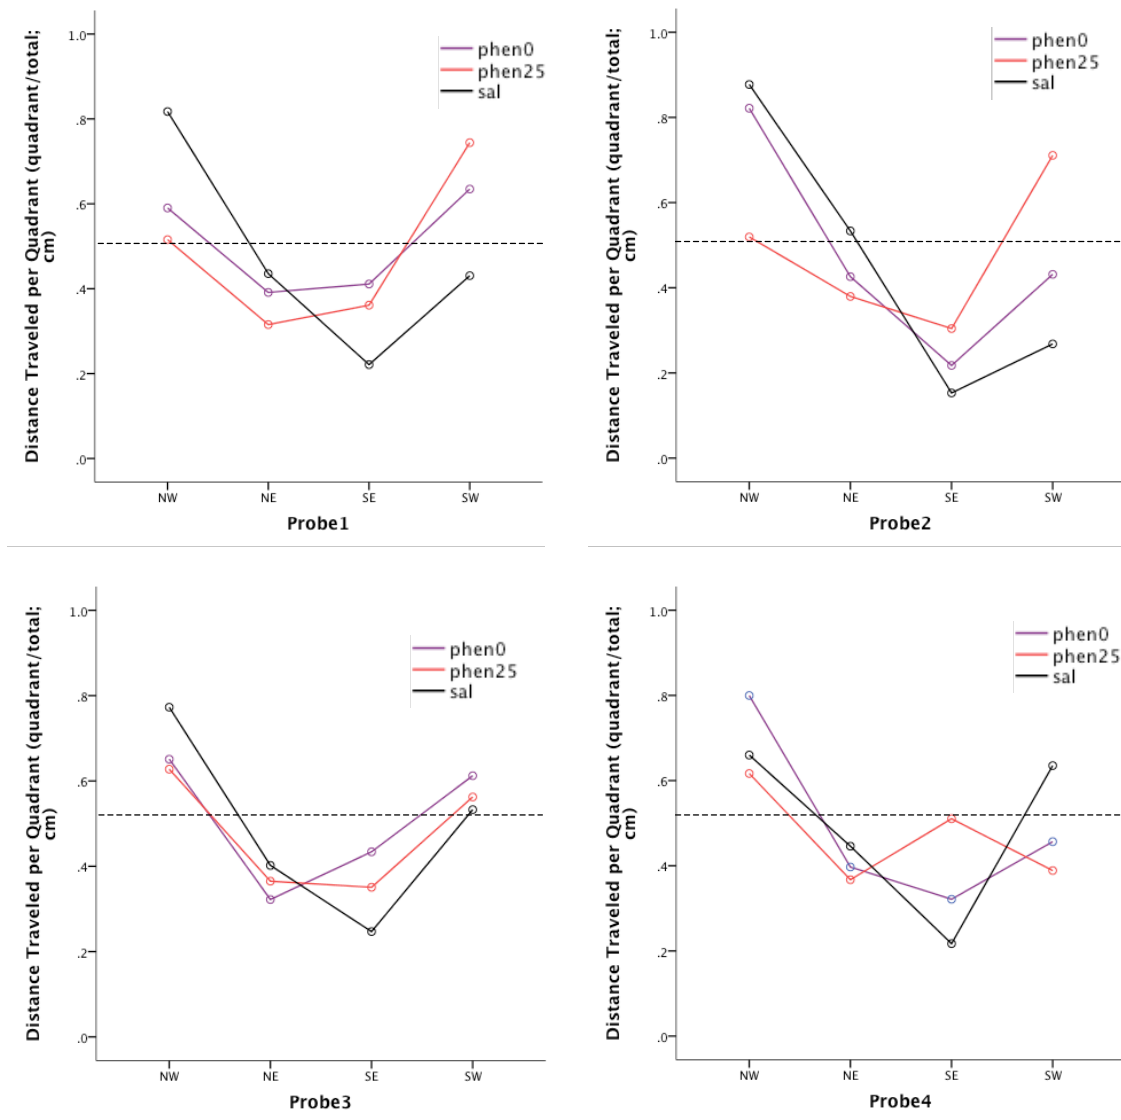 Distance Traveled per Quadrant (quadrant/total;
cm)
1.0
.8
.6
.4
.2
.0
phen0
phen25
sal
NW NE SE SW
Probe1
Distance Traveled per Quadrant (quadrant/total;
cm)
1.0
.8
.6
.4
.2
.0
phen0
phen25
sal
NW NE SE SW
Probe2
Distance Traveled per Quadrant (quadrant/total;
cm)
1.0
.8
.6
.4
.2
.0
phen0
phen25
sal
NW NE SE SW
Probe3
Distance Traveled per Quadrant (quadrant/total;
cm)
1.0
.8
.6
.4
.2
.0
phen0
phen25
sal
NW NE SE SW
Probe4